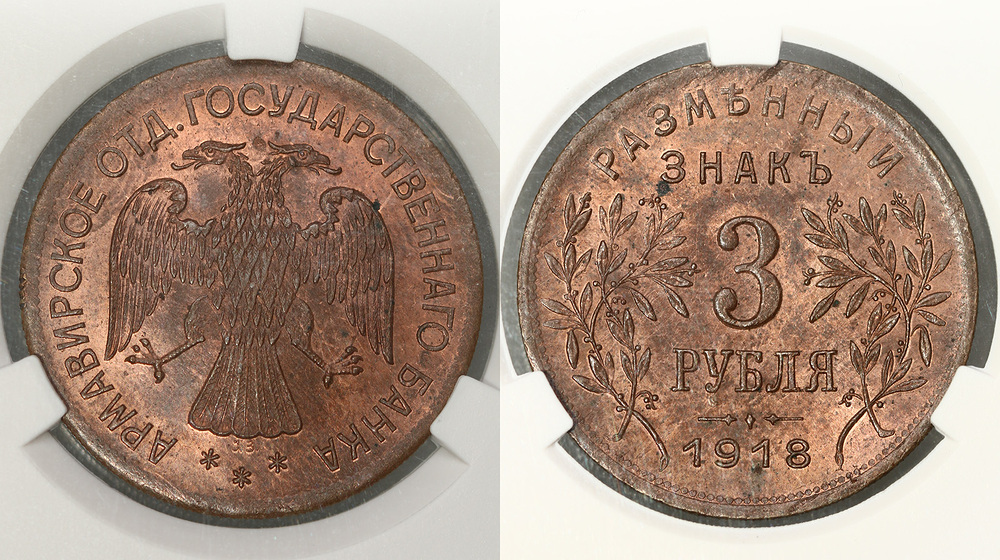 АРМАВИРСКОЕ ОТД. ГОСУДАРСТВЕННАГО БАНКА
***
РАЗМѢННЫЙ
ЗНАКЪ
3
РУБЛЯ
1918